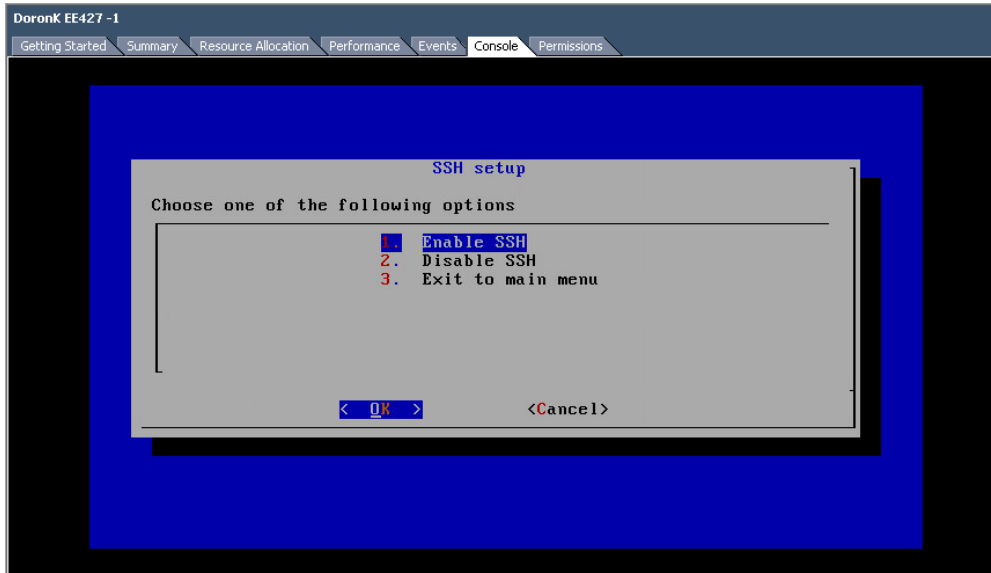 DoronK EE427 -1
Getting Started Summary Resource Allocation Performance Events Console Permissions
SSH setup
Choose one of the following options
1. Enable SSH
2. Disable SSH
3. Exit to main menu
< OK > <Cancel>